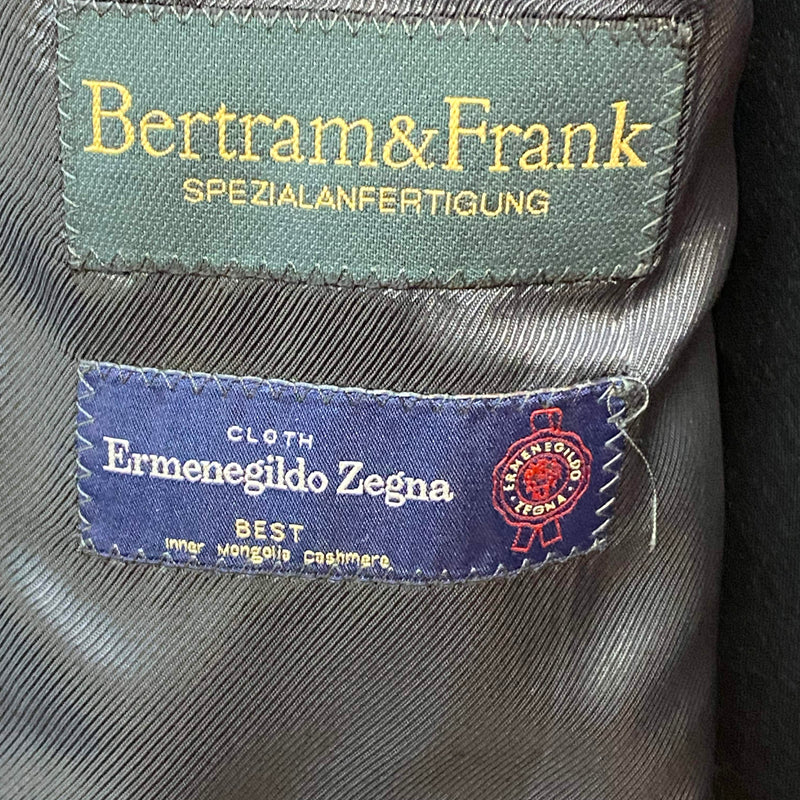 Bertram&Frank
SPEZIALANFERTIGUNG
CLOTH
Ermenegildo Zegna
BEST
Inner Mongolia Cashmere
ERMENEGILDO
ZEGNA